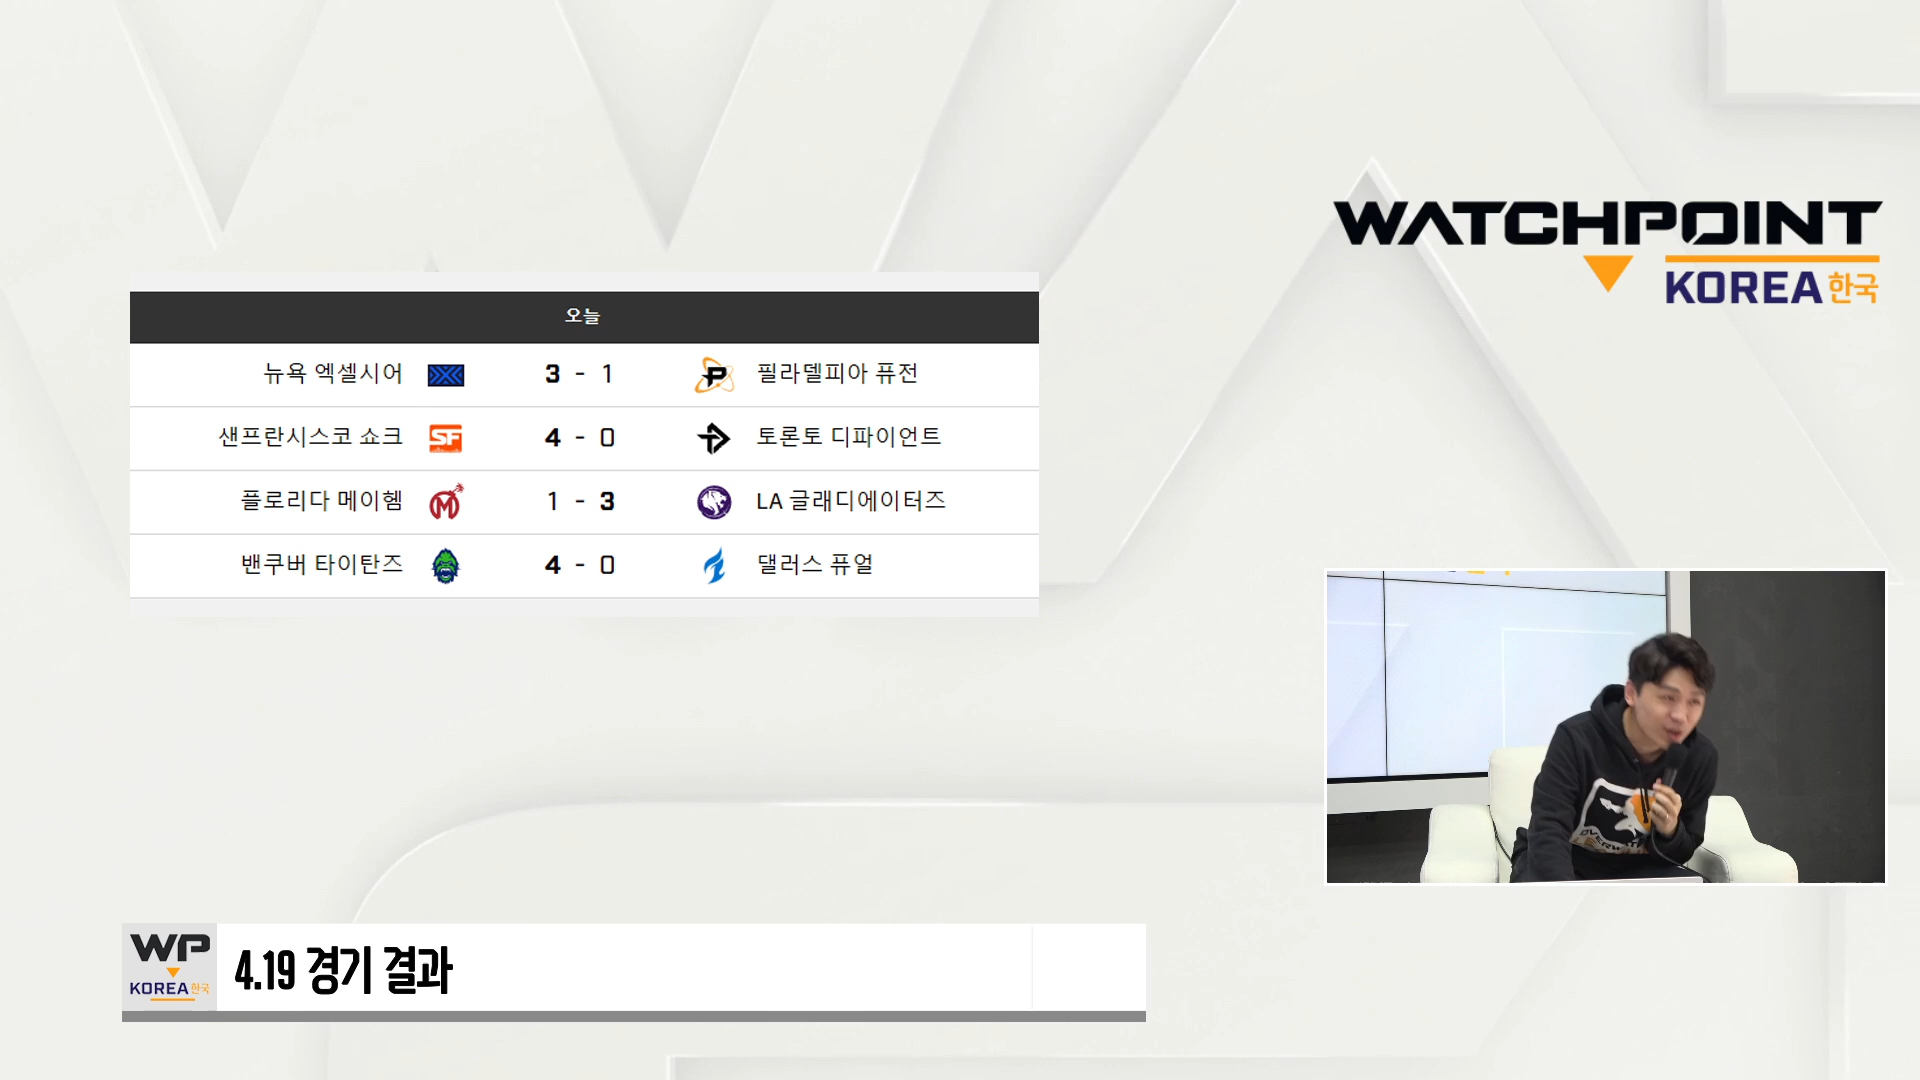 WATCHPOINT
KOREA 한국
오늘
뉴욕 엑셀시어 3 - 1 필라델피아 퓨전
샌프란시스코 쇼크 SF 4 - 0 토론토 디파이언트
플로리다 메이헴 M 1 - 3 LA 글래디에이터즈
밴쿠버 타이탄즈 4 - 0 댈러스 퓨얼
WP
KOREA 한국
4.19 경기 결과